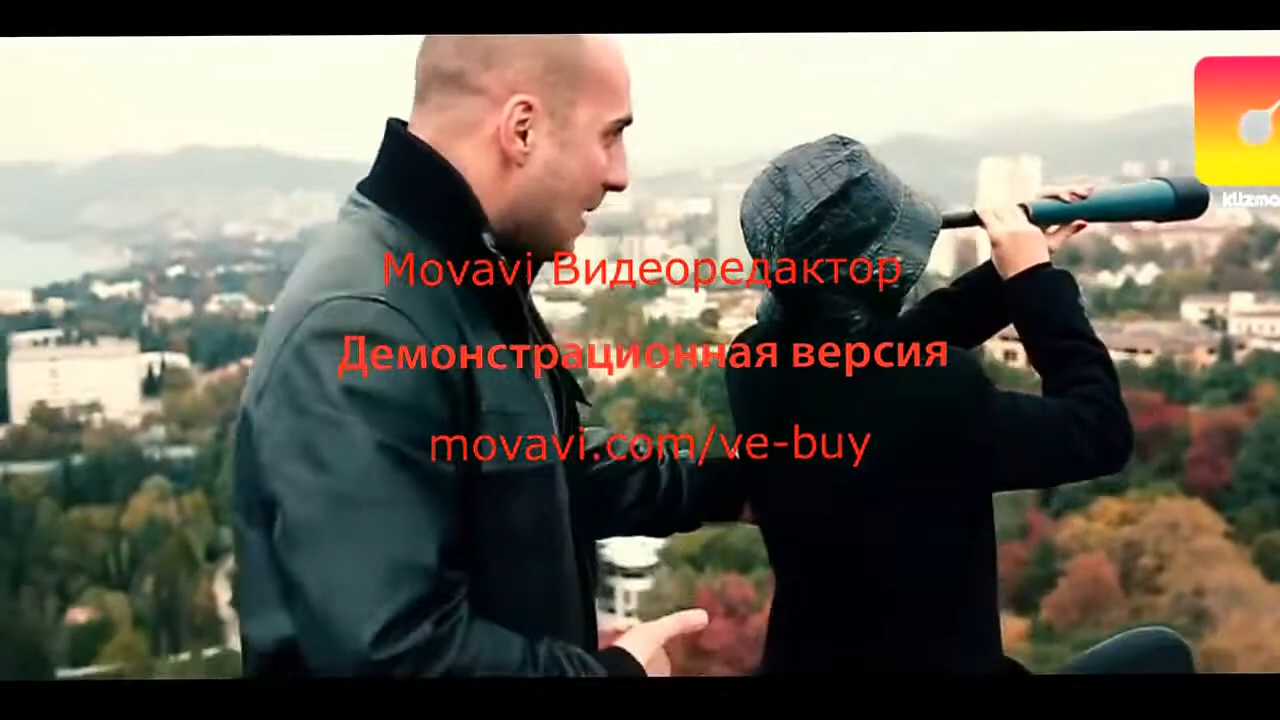 Movavi Видеоредактор
Демонстрационная версия
movavi.com/ve-buy